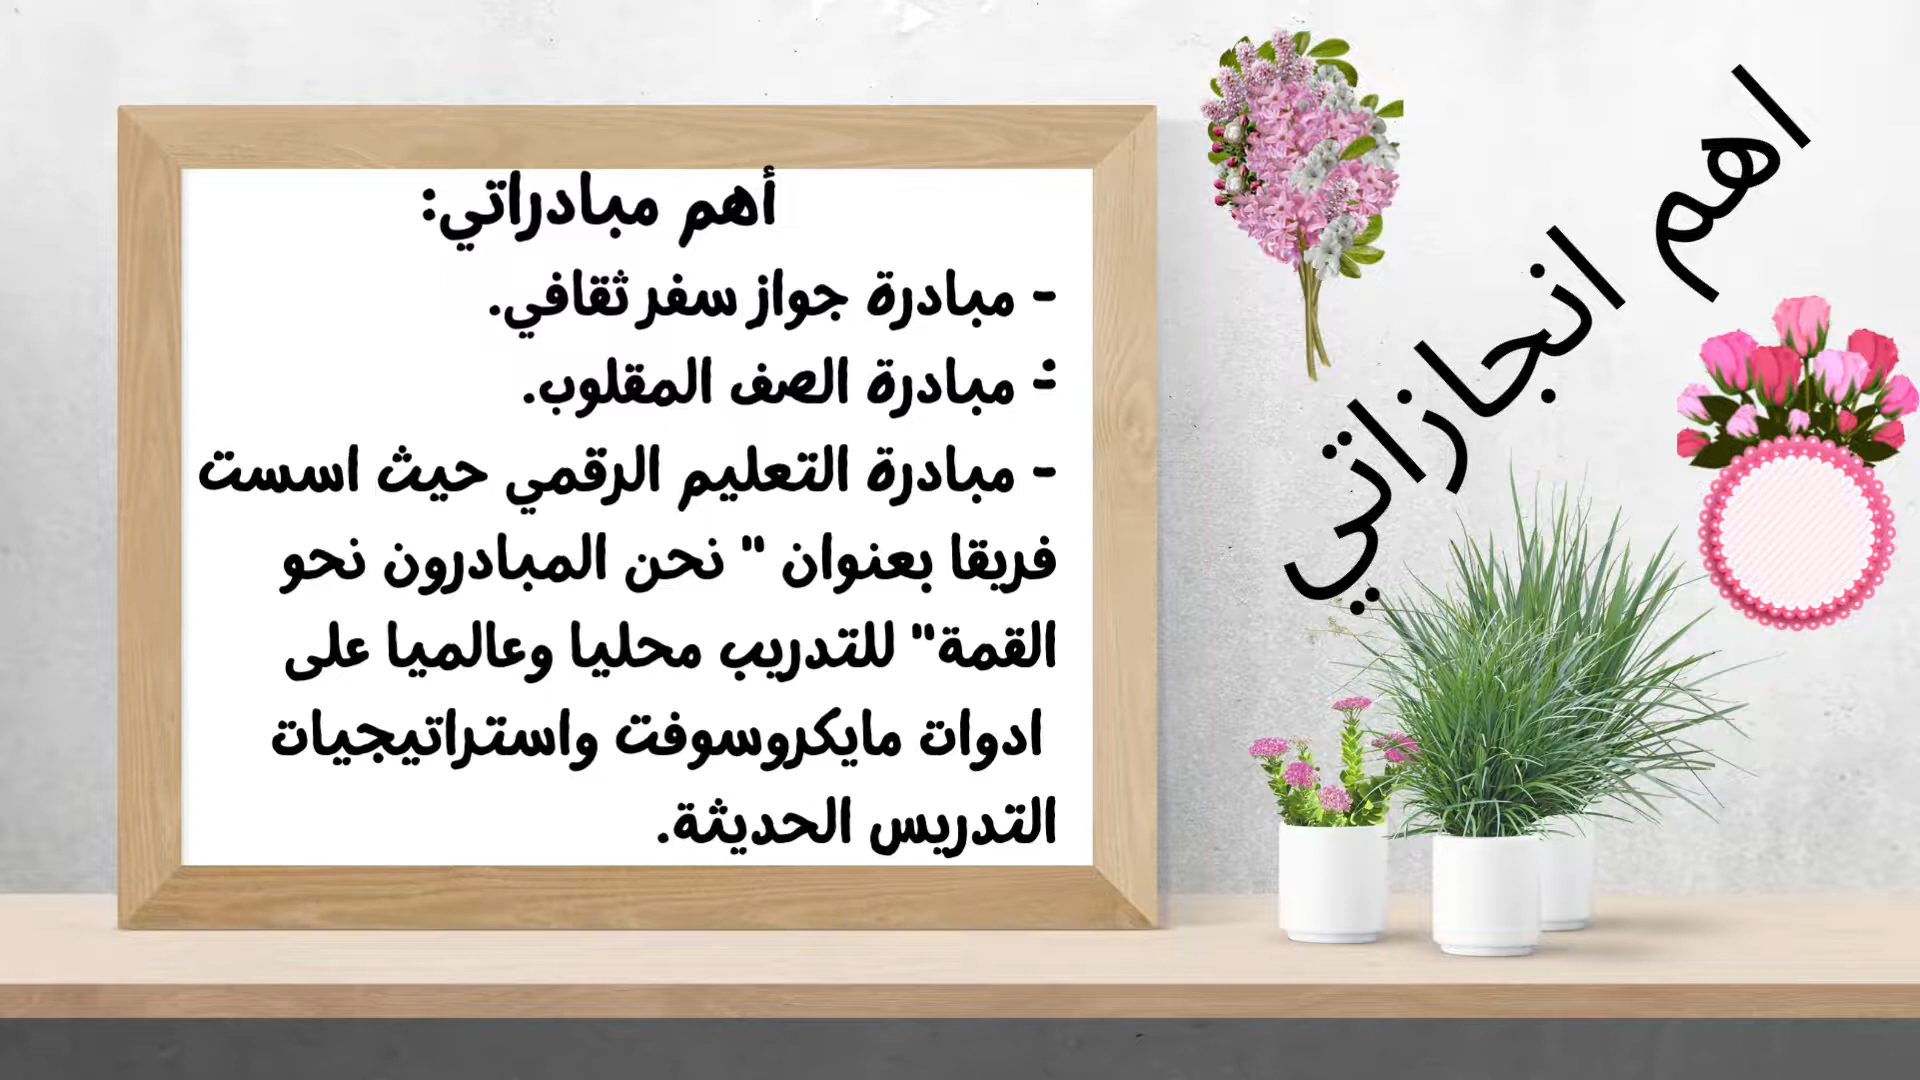 اهم انجازاتي
أهم مبادراتي:
- مبادرة جواز سفر ثقافي.
- مبادرة الصف المقلوب.
- مبادرة التعليم الرقمي حيث اسست
فريقا بعنوان " نحن المبادرون نحو
القمة" للتدريب محليا وعالميا على
ادوات مايكروسوفت واستراتيجيات
التدريس الحديثة.